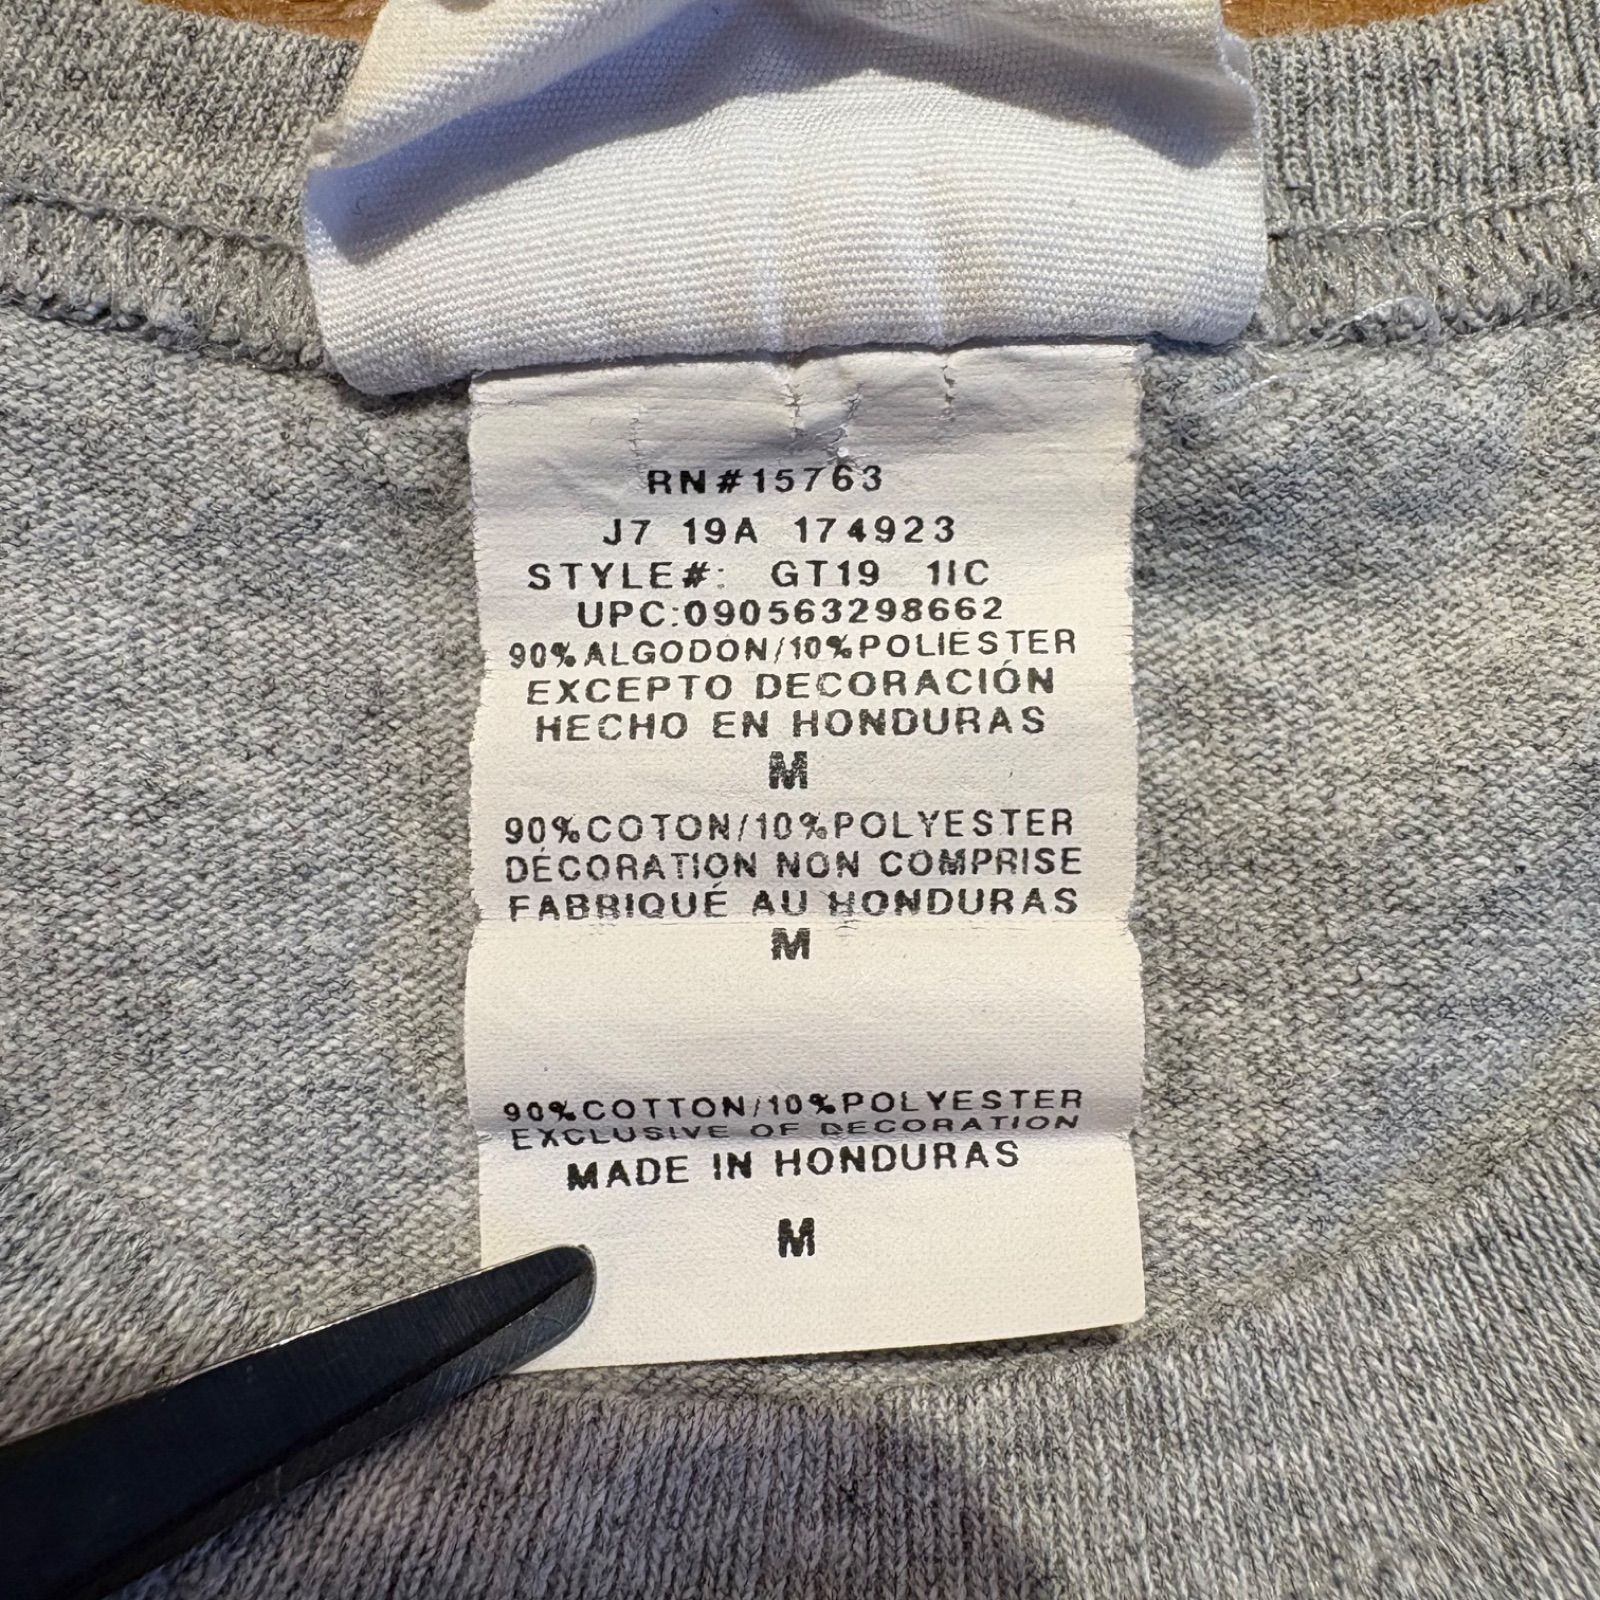 RN#15763
J7 19A 174923
STYLE#: GT19 1IC
UPC:090563298662
90%ALGODÓN/10%POLIESTER
EXCEPTO DECORACIÓN
HECHO EN HONDURAS
M
90%COTON/10%POLYESTER
DÉCORATION NON COMPRISE
FABRIQUÉ AU HONDURAS
M
90%COTTON/10%POLYESTER
EXCLUSIVE OF DECORATION
MADE IN HONDURAS
M